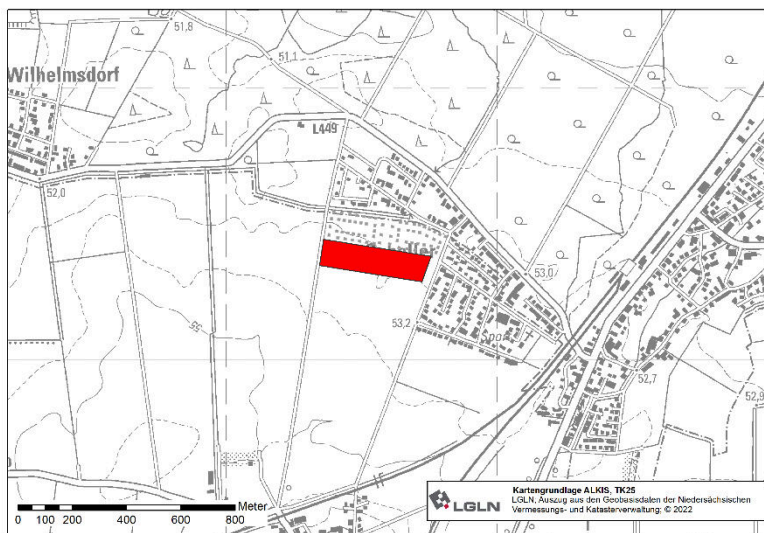 51,8
51,1
Wilhelmsdorf
L449
52,0
53,0
53,2
55
52,7
52,9
Meter
0 100 200 400 600 800
LGLN
Kartengrundlage ALKIS, TK25
LGLN, Auszug aus den Geobasisdaten der Niedersächsischen
Vermessungs- und Katasterverwaltung; © 2022